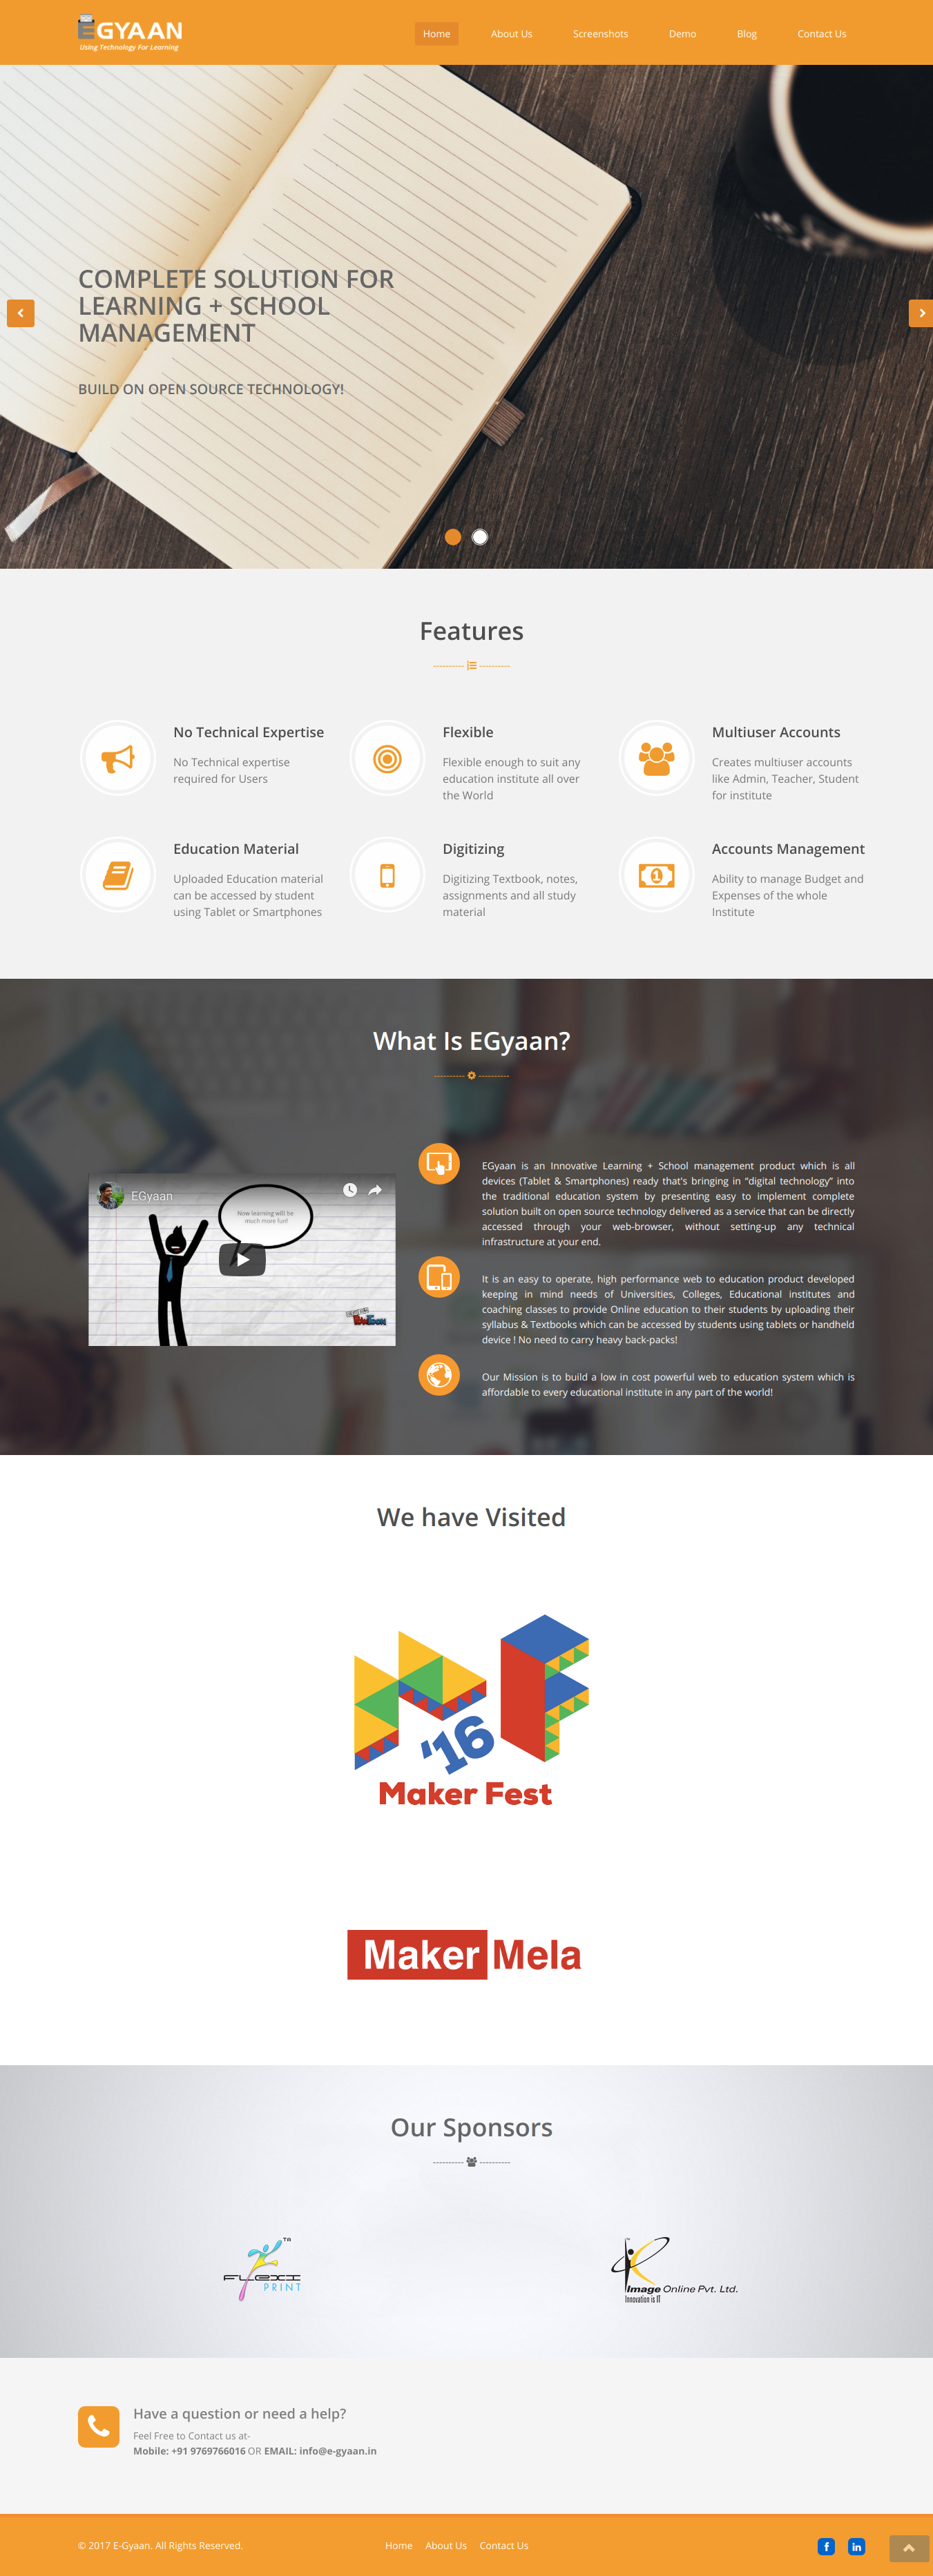 EGYAAN
Using Technology For Learning
Home
About Us
Screenshots
Demo
Blog
Contact Us
COMPLETE SOLUTION FOR
LEARNING + SCHOOL
MANAGEMENT
BUILD ON OPEN SOURCE TECHNOLOGY!
Features
No Technical Expertise
No Technical expertise
required for Users
Flexible
Flexible enough to suit any
education institute all over
the World
Multiuser Accounts
Creates multiuser accounts
like Admin, Teacher, Student
for institute
Education Material
Uploaded Education material
can be accessed by student
using Tablet or Smartphones
Digitizing
Digitizing Textbook, notes,
assignments and all study
material
1
Accounts Management
Ability to manage Budget and
Expenses of the whole
Institute
What Is EGyaan?
EGyaan
Now learning will be
much more fun!
EGyaan is an Innovative Learning + School management product which is all
devices (Tablet & Smartphones) ready that's bringing in “digital technology” into
the traditional education system by presenting easy to implement complete
solution built on open source technology delivered as a service that can be directly
accessed through your web-browser, without setting-up any technical
infrastructure at your end.
It is an easy to operate, high performance web to education product developed
keeping in mind needs of Universities, Colleges, Educational institutes and
coaching classes to provide Online education to their students by uploading their
syllabus & Textbooks which can be accessed by students using tablets or handheld
device ! No need to carry heavy back-packs!
Our Mission is to build a low in cost powerful web to education system which is
affordable to every educational institute in any part of the world!
We have Visited
'16
Maker Fest
Maker Mela
Our Sponsors
FLEXI
PRINT
TM
Image Online Pvt. Ltd.
Innovation is IT
Have a question or need a help?
Feel Free to Contact us at-
Mobile: +91 9769766016 OR EMAIL: info@e-gyaan.in
© 2017 E-Gyaan. All Rights Reserved.
Home
About Us
Contact Us
f
in